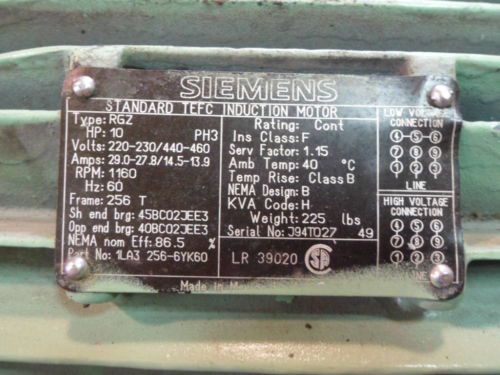 SIEMENS
STANDARD TEFC INDUCTION MOTOR
Type: RGZ
HP: 10 PH3
Volts: 220-230/440-460
Amps: 29.0-27.8/14.5-13.9
RPM: 1160
Hz: 60
Frame: 256 T
Sh end brg: 45BC02JEE3
Opp end brg: 40BC02JEE3
NEMA nom Eff: 86.5 %
Part No: 1LA3 256-6YK60
Rating: Cont
Ins Class: F
Serv Factor: 1.15
Amb Temp: 40 °C
Temp Rise: Class B
NEMA Design: B
KVA Code: H
Weight: 225 lbs
Serial No: J94T027 49
LR 39020
Made in
LOW VOLTAGE
CONNECTION
4 5 6
7 8 9
1 2 3
LINE
HIGH VOLTAGE
CONNECTION
4 5 6
7 8 9
1 2 3
LINE